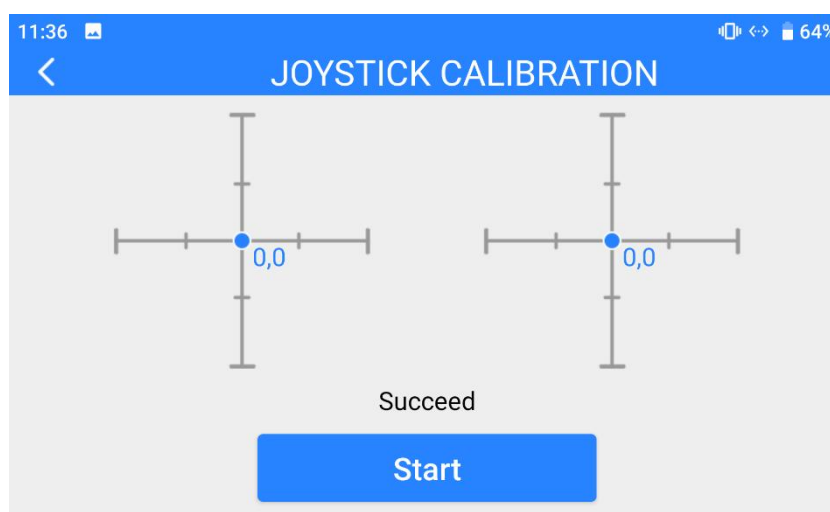 11:36 64%
JOYSTICK CALIBRATION
0,0 0,0
Succeed
Start